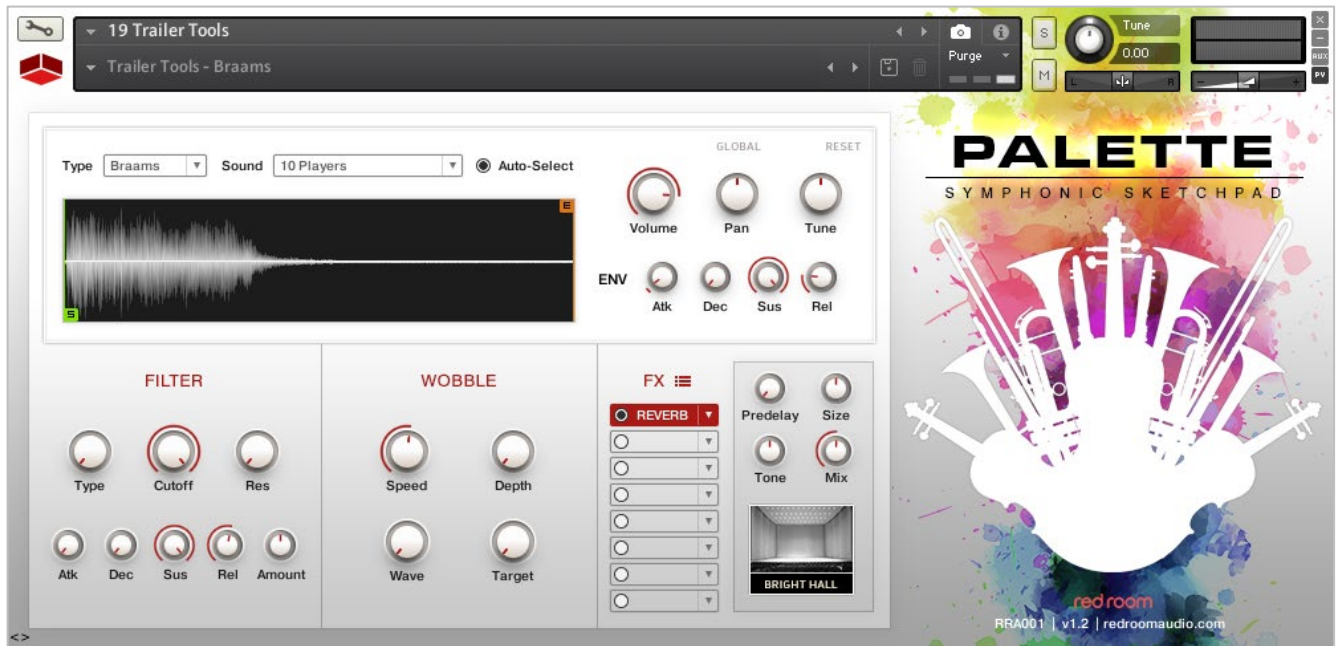 19 Trailer Tools
Trailer Tools - Braams
Purge
S
M
Tune
0.00
L R
- +
x
-
AUX
PV
Type Braams Sound 10 Players Auto-Select
GLOBAL RESET
E
S
Volume Pan Tune
ENV
Atk Dec Sus Rel
PALETTE
SYMPHONIC SKETCHPAD
FILTER
Type Cutoff Res
Atk Dec Sus Rel Amount
WOBBLE
Speed Depth
Wave Target
FX
REVERB
Predelay Size
Tone Mix
BRIGHT HALL
red room
RRA001 | v1.2 | redroomaudio.com
<>